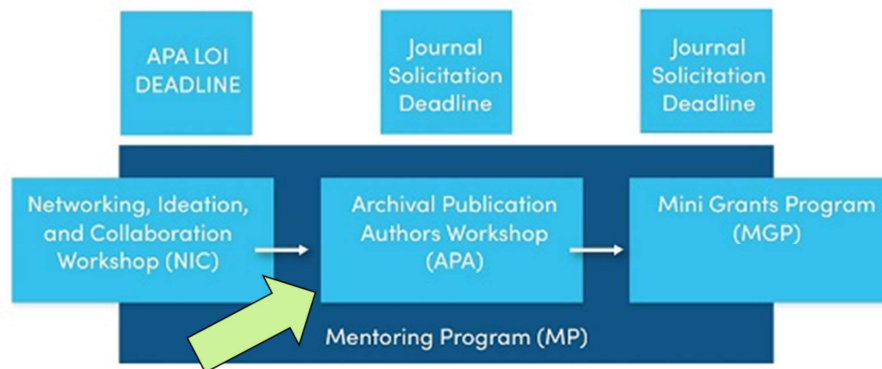 APA LOI
DEADLINE
Journal
Solicitation
Deadline
Journal
Solicitation
Deadline
Networking, Ideation,
and Collaboration
Workshop (NIC)
Archival Publication
Authors Workshop
(APA)
Mini Grants Program
(MGP)
Mentoring Program (MP)